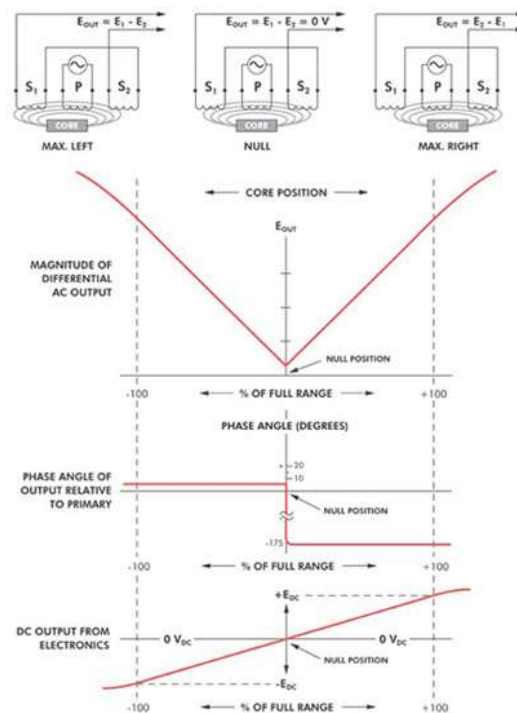 EOUT = E1 - E2
EOUT = E1 - E2 = 0 V
EOUT = E2 - E1
S1 P S2
S1 P S2
S1 P S2
CORE
CORE
CORE
MAX. LEFT
NULL
MAX. RIGHT
CORE POSITION
EOUT
MAGNITUDE OF
DIFFERENTIAL
AC OUTPUT
NULL POSITION
-100
% OF FULL RANGE
+100
PHASE ANGLE (DEGREES)
+ 20
10
PHASE ANGLE OF
OUTPUT RELATIVE
TO PRIMARY
NULL POSITION
-175
-100
% OF FULL RANGE
+100
+EDC
DC OUTPUT FROM
ELECTRONICS
0 VDC
0 VDC
NULL POSITION
-EDC
-100
% OF FULL RANGE
+100